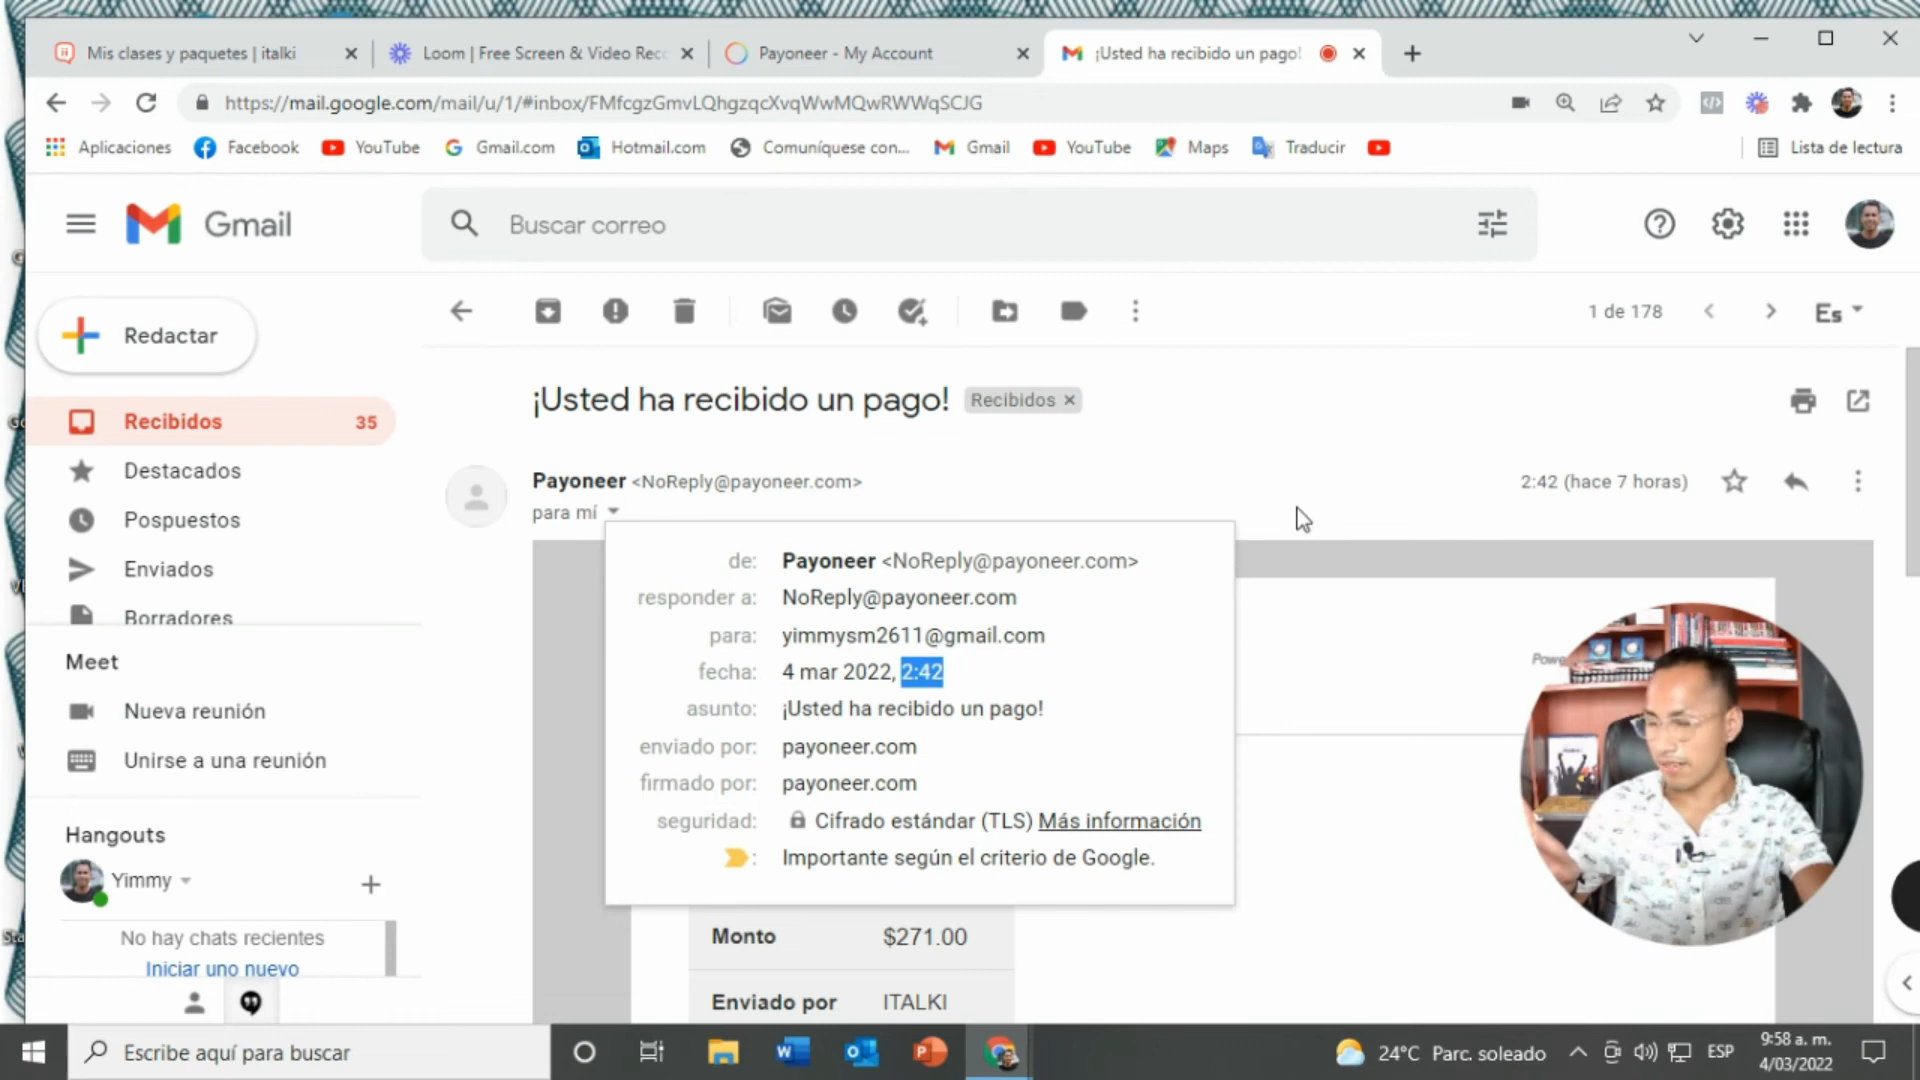 Mis clases y paquetes | italki
Loom | Free Screen & Video Rec
Payoneer - My Account
¡Usted ha recibido un pago!
https://mail.google.com/mail/u/1/#inbox/FMfcgzGmvLQhgzqcXvqWwMQwRWWqSCJG
Aplicaciones
Facebook
YouTube
Gmail.com
Hotmail.com
Comuníquese con...
Gmail
YouTube
Maps
Traducir
Lista de lectura
Gmail
Buscar correo
Redactar
1 de 178
Es
Recibidos 35
Destacados
Pospuestos
Enviados
Borradores
Meet
Nueva reunión
Unirse a una reunión
Hangouts
Yimmy
No hay chats recientes
Iniciar uno nuevo
¡Usted ha recibido un pago!
Recibidos ×
Payoneer <NoReply@payoneer.com>
2:42 (hace 7 horas)
para mí
de: Payoneer <NoReply@payoneer.com>
responder a: NoReply@payoneer.com
para: yimmysm2611@gmail.com
fecha: 4 mar 2022, 2:42
asunto: ¡Usted ha recibido un pago!
enviado por: payoneer.com
firmado por: payoneer.com
seguridad: Cifrado estándar (TLS) Más información
: Importante según el criterio de Google.
Monto $271.00
Enviado por ITALKI
Escribe aquí para buscar
24°C Parc. soleado
ESP
9:58 a. m.
4/03/2022